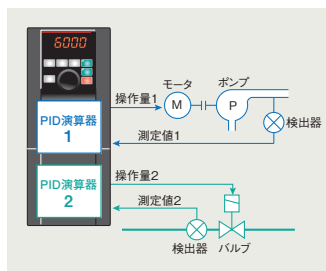 6000
モータ
ポンプ
操作量1
M
P
PID演算器
1
検出器
測定値1
操作量2
PID演算器
2
測定値2
検出器
バルブ